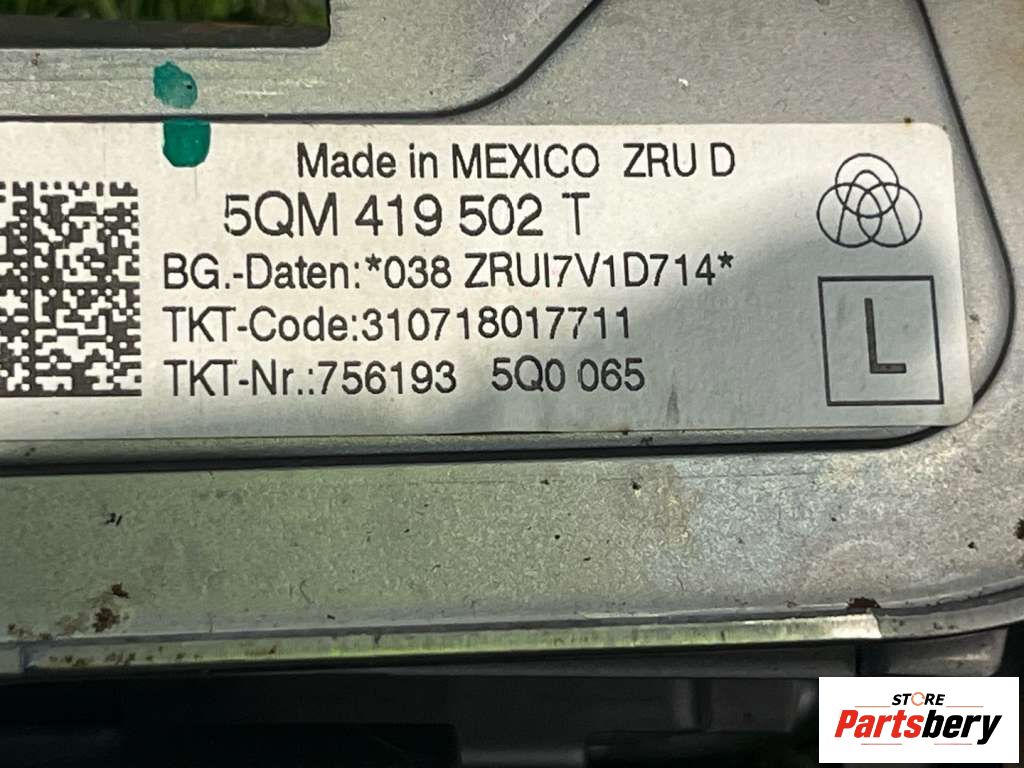 Made in MEXICO ZRU D
5QM 419 502 T
BG.-Daten:*038 ZRUI7V1D714*
TKT-Code:310718017711
TKT-Nr.:756193 5Q0 065
L
STORE
Partsbery